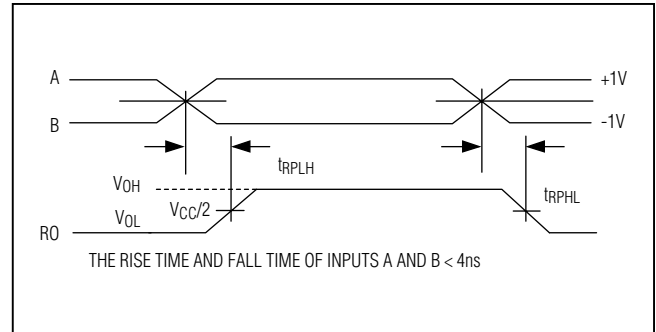 A
+1V
B
-1V
tRPLH
VOH
tRPHL
VOL
VCC/2
RO
THE RISE TIME AND FALL TIME OF INPUTS A AND B < 4ns